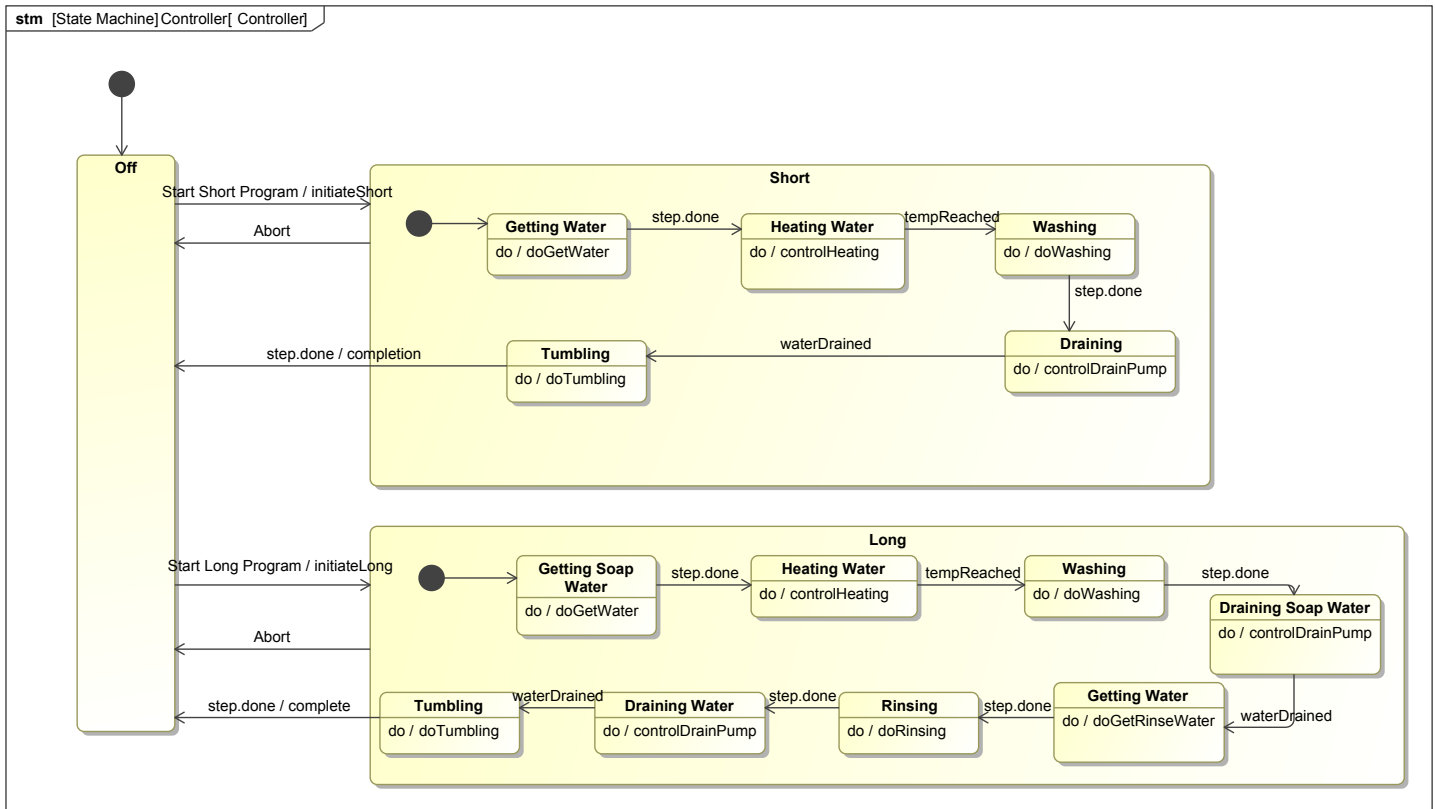 stm [State Machine] Controller[ Controller]
Off
Start Short Program / initiateShort
Abort
step.done / completion
Short
Getting Water
do / doGetWater
step.done
Heating Water
do / controlHeating
tempReached
Washing
do / doWashing
step.done
Draining
do / controlDrainPump
waterDrained
Tumbling
do / doTumbling
Start Long Program / initiateLong
Abort
step.done / complete
Long
Getting Soap
Water
do / doGetWater
step.done
Heating Water
do / controlHeating
tempReached
Washing
do / doWashing
step.done
Draining Soap Water
do / controlDrainPump
waterDrained
Getting Water
do / doGetRinseWater
step.done
Rinsing
do / doRinsing
step.done
Draining Water
do / controlDrainPump
waterDrained
Tumbling
do / doTumbling